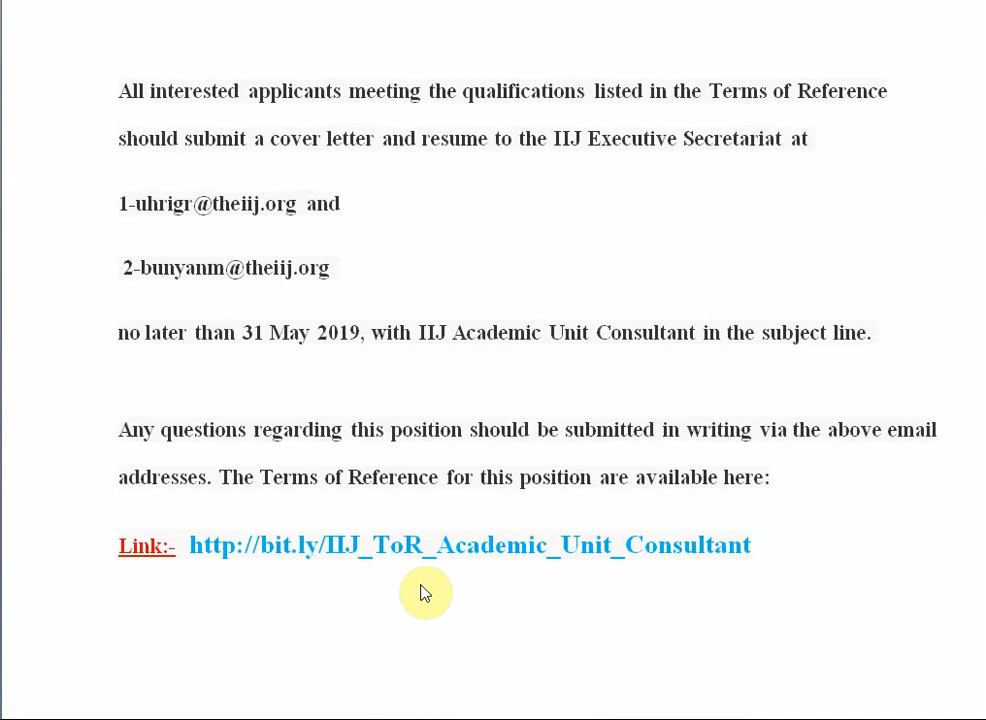 All interested applicants meeting the qualifications listed in the Terms of Reference
should submit a cover letter and resume to the IIJ Executive Secretariat at
1-uhrigr@theiij.org and
2-bunyanm@theiij.org
no later than 31 May 2019, with IIJ Academic Unit Consultant in the subject line.
Any questions regarding this position should be submitted in writing via the above email
addresses. The Terms of Reference for this position are available here:
Link:- http://bit.ly/IIJ_ToR_Academic_Unit_Consultant